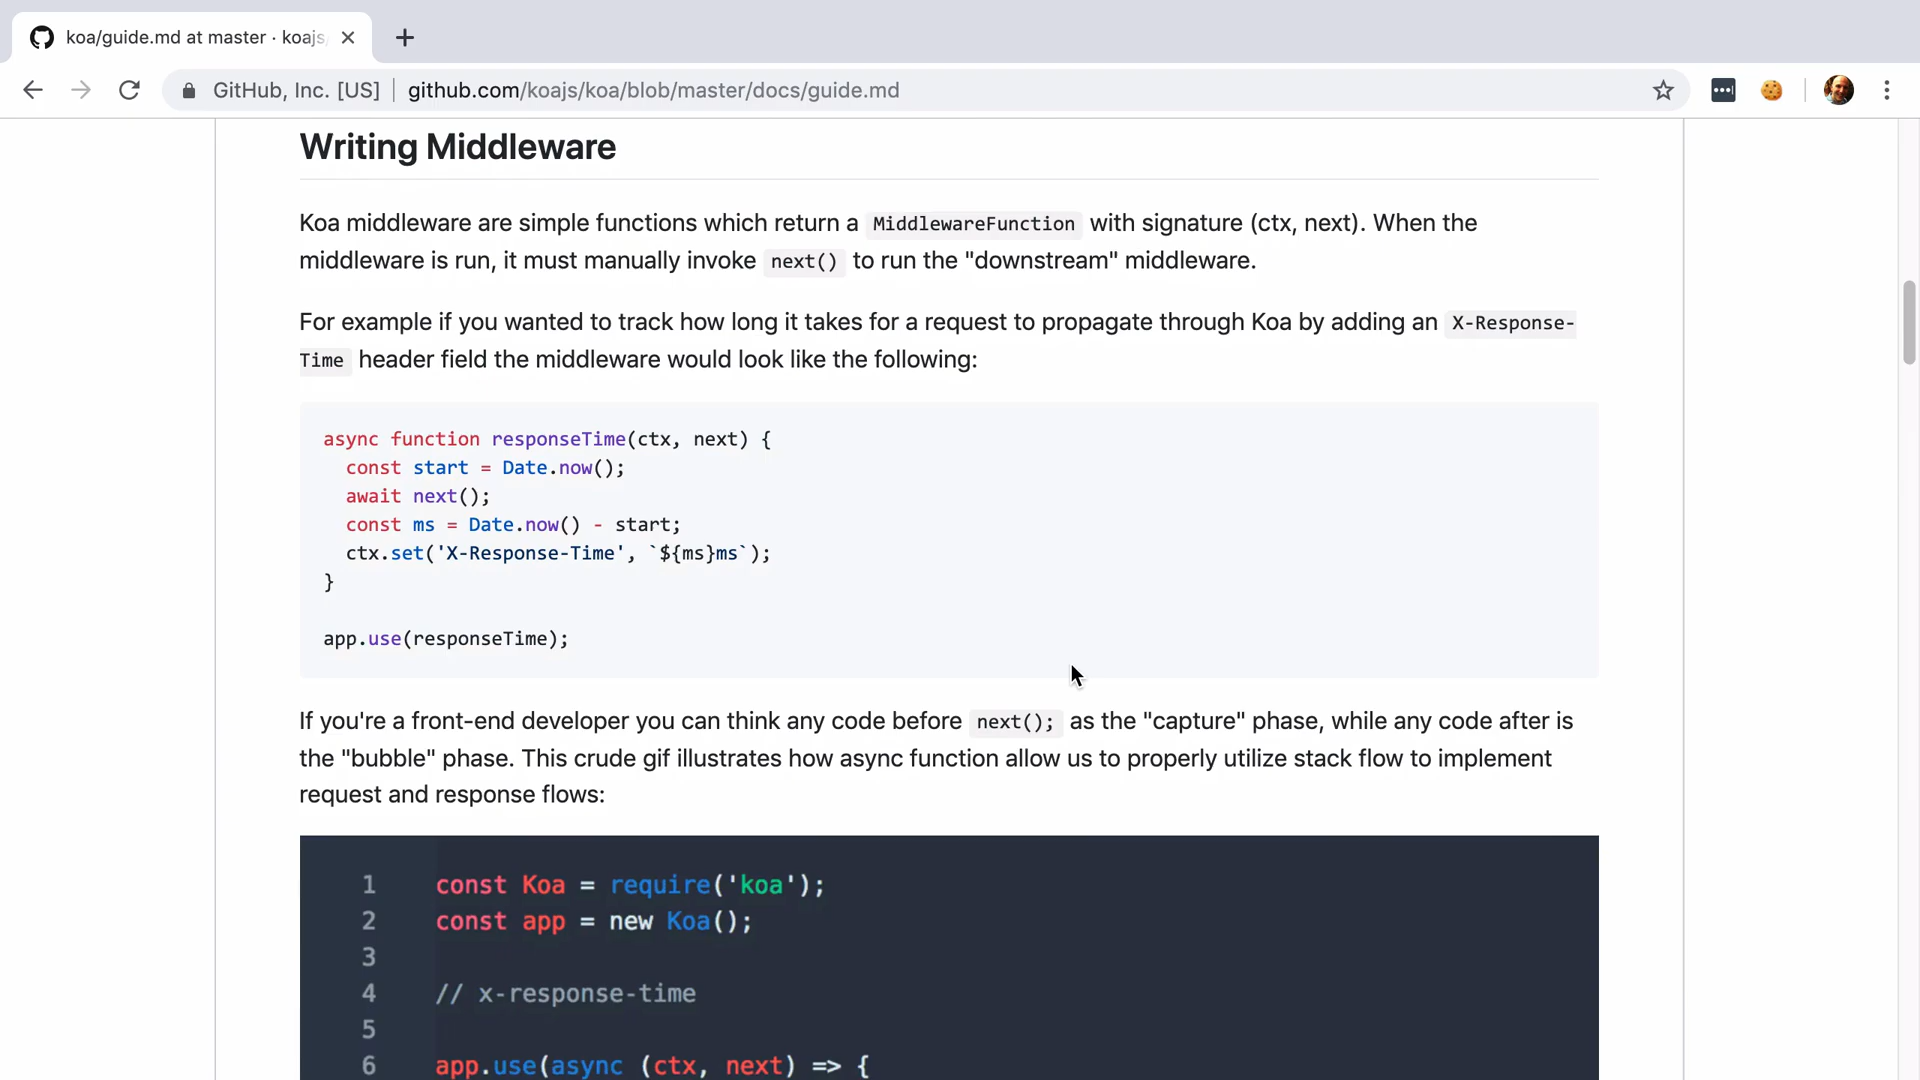 koa/guide.md at master · koajs
GitHub, Inc. [US] github.com/koajs/koa/blob/master/docs/guide.md
Writing Middleware
Koa middleware are simple functions which return a MiddlewareFunction with signature (ctx, next). When the
middleware is run, it must manually invoke next() to run the "downstream" middleware.
For example if you wanted to track how long it takes for a request to propagate through Koa by adding an X-Response-
Time header field the middleware would look like the following:
async function responseTime(ctx, next) {
  const start = Date.now();
  await next();
  const ms = Date.now() - start;
  ctx.set('X-Response-Time', `${ms}ms`);
}
app.use(responseTime);
If you're a front-end developer you can think any code before next(); as the "capture" phase, while any code after is
the "bubble" phase. This crude gif illustrates how async function allow us to properly utilize stack flow to implement
request and response flows:
1 const Koa = require('koa');
2 const app = new Koa();
3
4 // x-response-time
5
6 app.use(async (ctx, next) => {